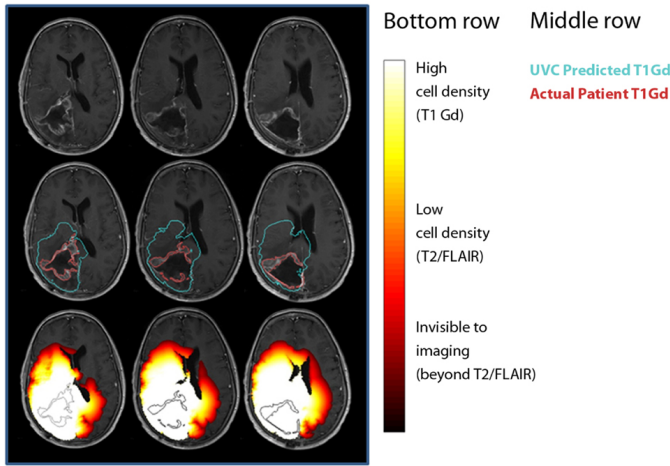 Bottom row
Middle row
High
cell density
(T1 Gd)
UVC Predicted T1Gd
Actual Patient T1Gd
Low
cell density
(T2/FLAIR)
Invisible to
imaging
(beyond T2/FLAIR)